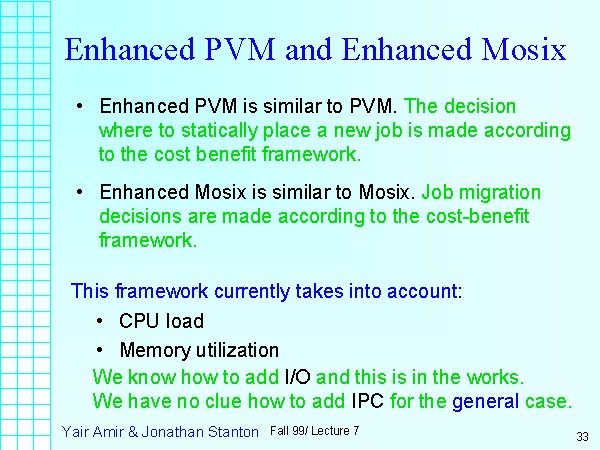 Enhanced PVM and Enhanced Mosix
• Enhanced PVM is similar to PVM. The decision
where to statically place a new job is made according
to the cost benefit framework.
• Enhanced Mosix is similar to Mosix. Job migration
decisions are made according to the cost-benefit
framework.
This framework currently takes into account:
• CPU load
• Memory utilization
We know how to add I/O and this is in the works.
We have no clue how to add IPC for the general case.
Yair Amir & Jonathan Stanton Fall 99/ Lecture 7
33